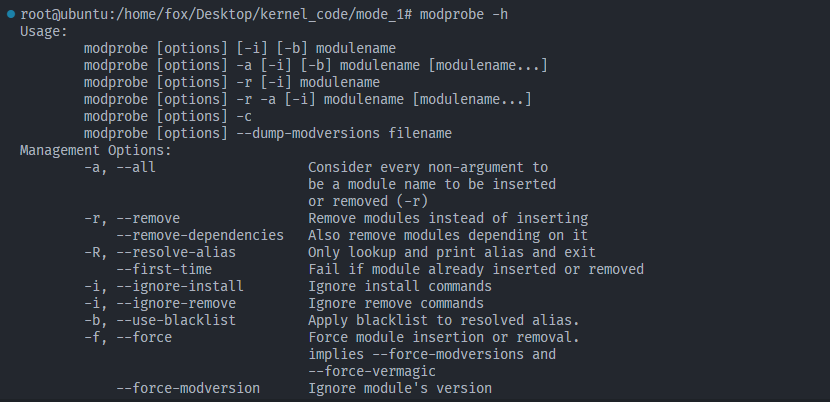 root@ubuntu:/home/fox/Desktop/kernel_code/mode_1# modprobe -h
Usage:
        modprobe [options] [-i] [-b] modulename
        modprobe [options] -a [-i] [-b] modulename [modulename...]
        modprobe [options] -r [-i] modulename
        modprobe [options] -r -a [-i] modulename [modulename...]
        modprobe [options] -c
        modprobe [options] --dump-modversions filename
Management Options:
        -a, --all                   Consider every non-argument to
                                    be a module name to be inserted
                                    or removed (-r)
        -r, --remove                Remove modules instead of inserting
            --remove-dependencies   Also remove modules depending on it
        -R, --resolve-alias         Only lookup and print alias and exit
            --first-time            Fail if module already inserted or removed
        -i, --ignore-install        Ignore install commands
        -i, --ignore-remove         Ignore remove commands
        -b, --use-blacklist         Apply blacklist to resolved alias.
        -f, --force                 Force module insertion or removal.
                                    implies --force-modversions and
                                    --force-vermagic
            --force-modversion      Ignore module's version